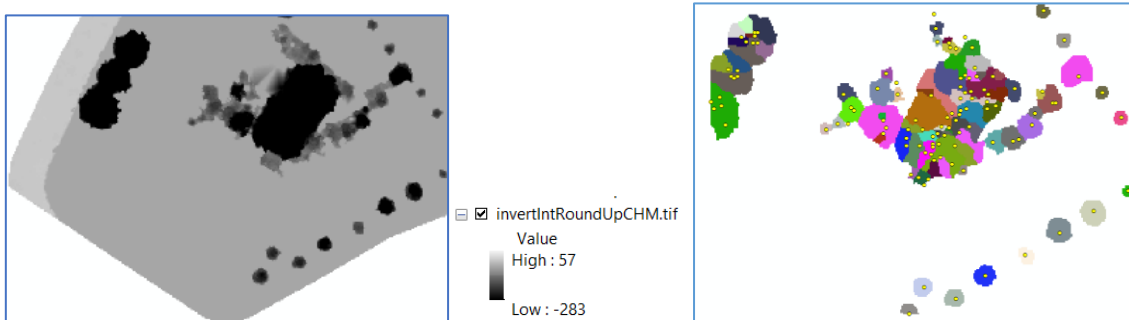 invertIntRoundUpCHM.tif
Value
High : 57
Low : -283